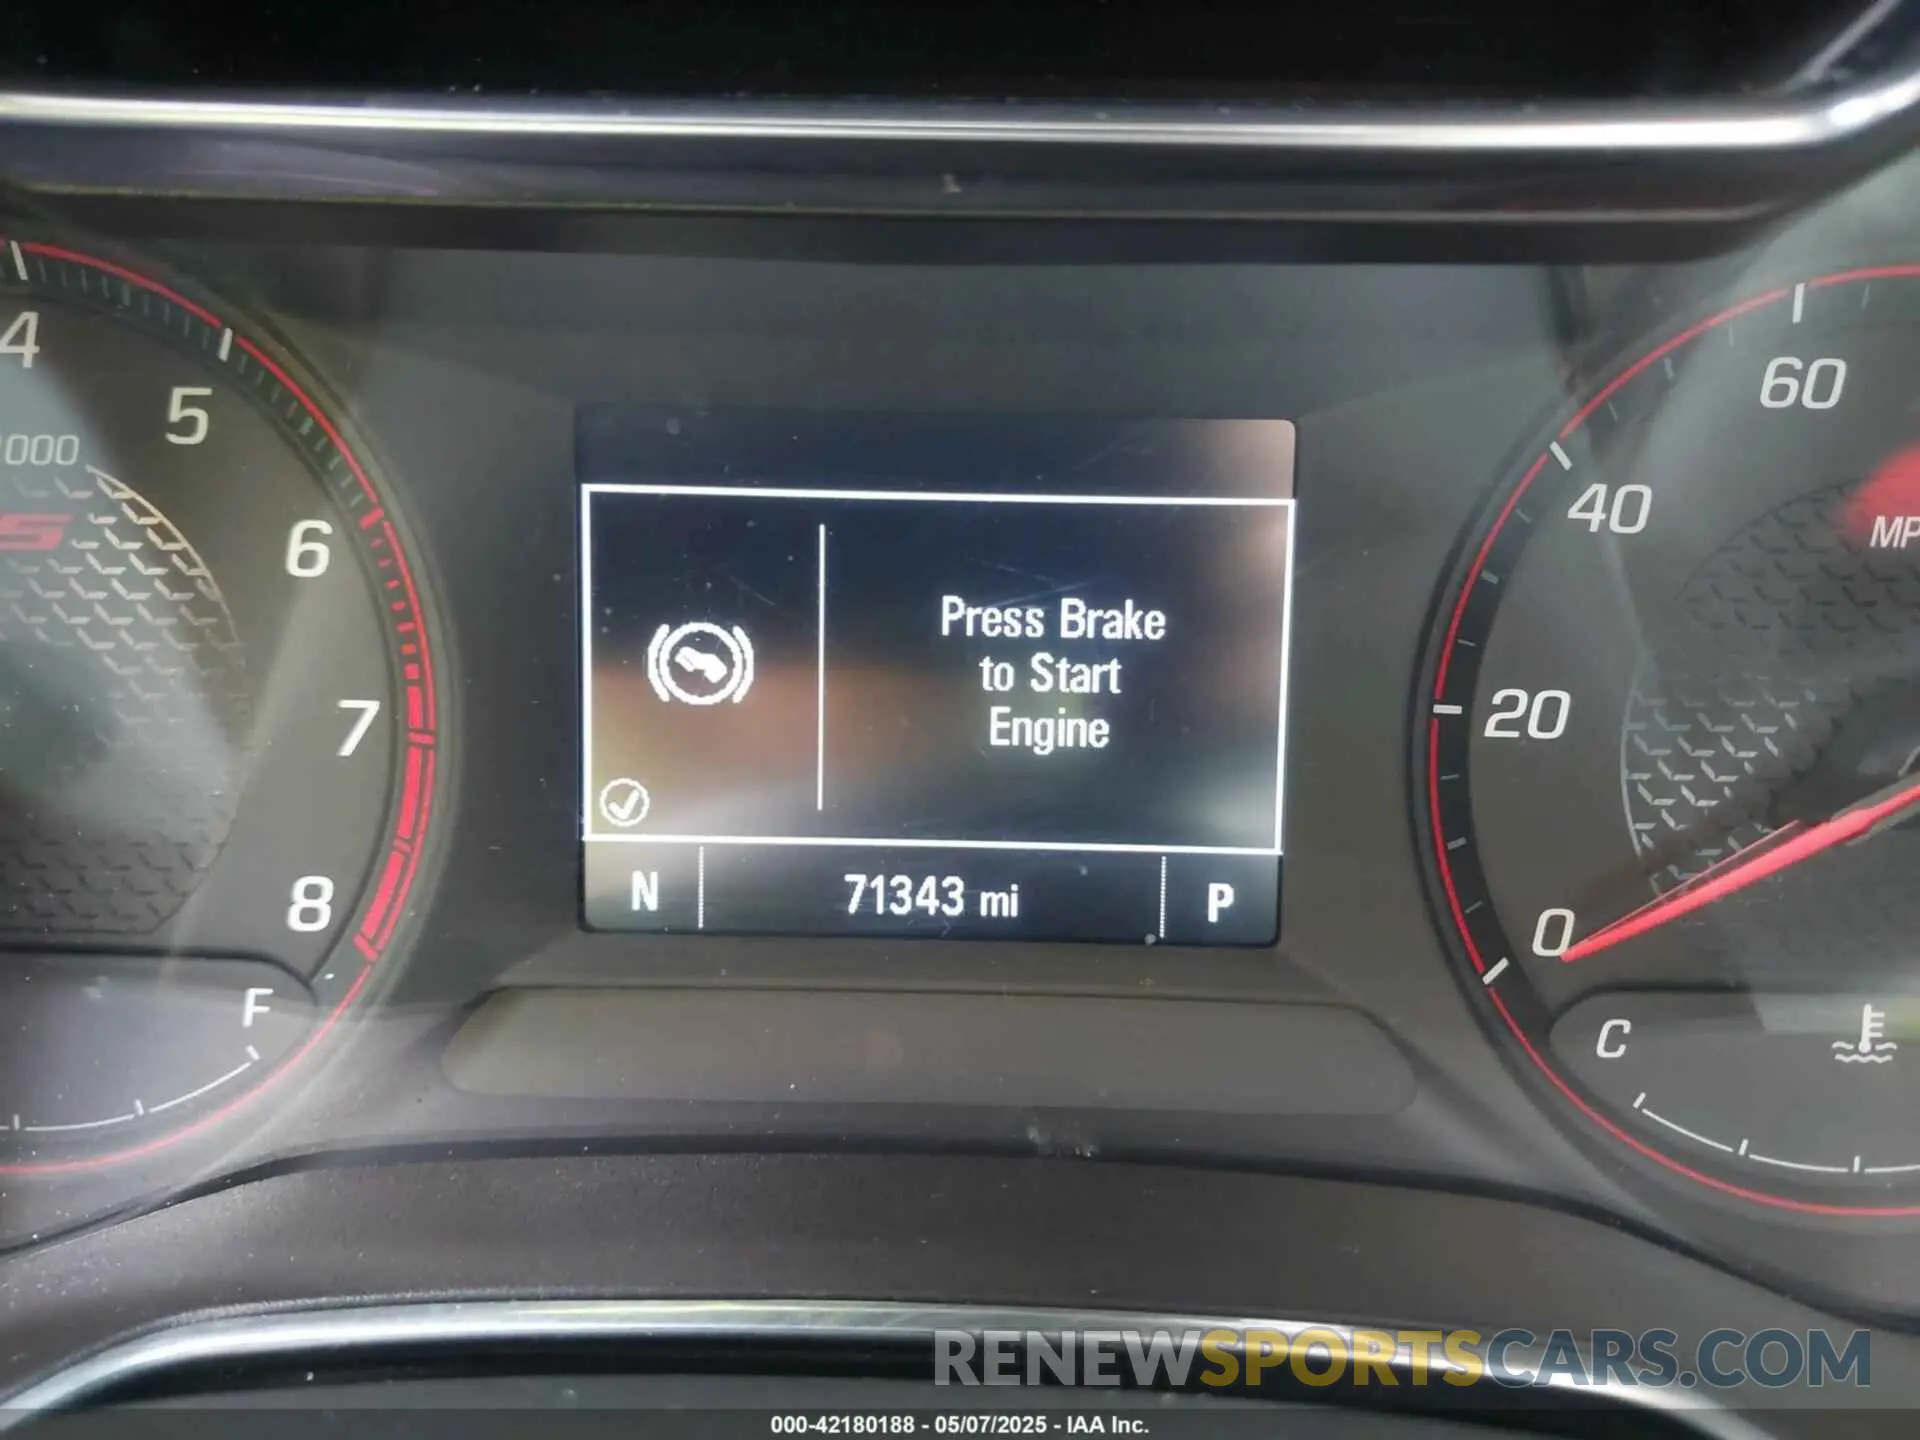 4
5
6
7
8
000
F
Press Brake
to Start
Engine
N 71343 mi P
60
40
20
0
MP
C
RENEWSPORTSCARS.COM
000-42180188 - 05/07/2025 - IAA Inc.